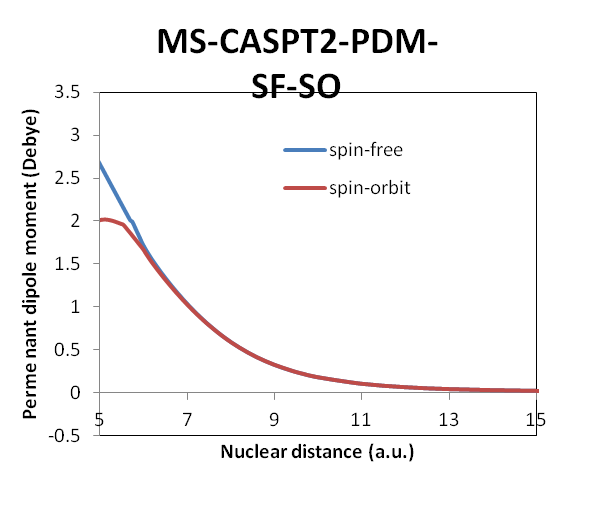 MS-CASPT2-PDM-
SF-SO
3.5
3
2.5
2
1.5
1
0.5
0
-0.5
Perme nant dipole moment (Debye)
spin-free
spin-orbit
5 7 9 11 13 15
Nuclear distance (a.u.)